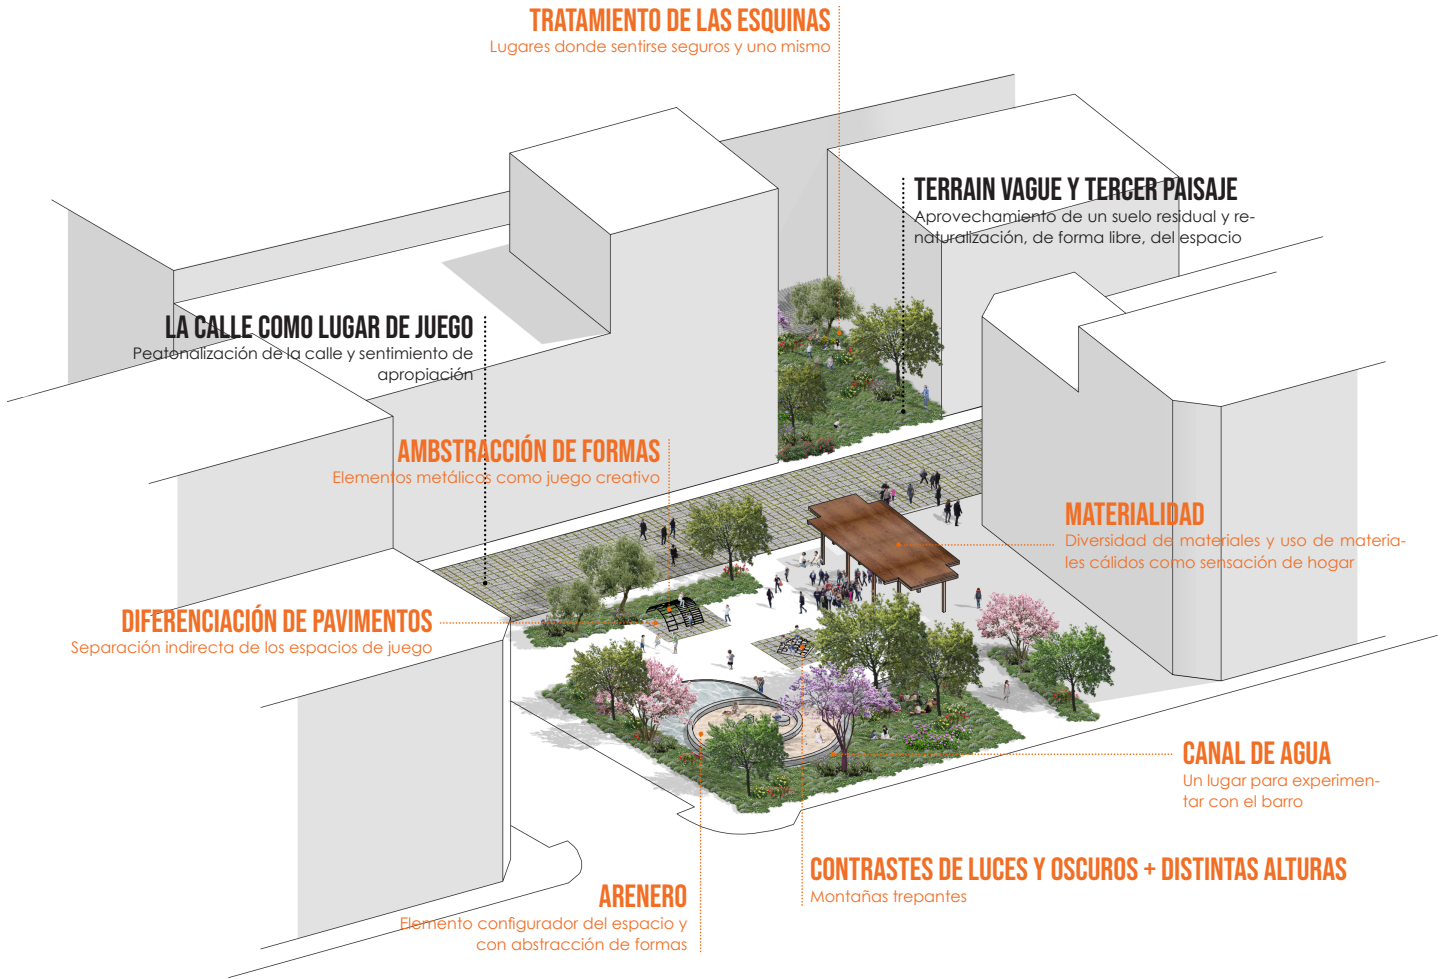 TRATAMIENTO DE LAS ESQUINAS
Lugares donde sentirse seguros y uno mismo
TERRAIN VAGUE Y TERCER PAISAJE
Aprovechamiento de un suelo residual y re-
naturalización, de forma libre, del espacio
LA CALLE COMO LUGAR DE JUEGO
Peatonalización de la calle y sentimiento de
apropiación
AMBSTRACCIÓN DE FORMAS
Elementos metálicos como juego creativo
MATERIALIDAD
Diversidad de materiales y uso de materia-
les cálidos como sensación de hogar
DIFERENCIACIÓN DE PAVIMENTOS
Separación indirecta de los espacios de juego
CANAL DE AGUA
Un lugar para experimen-
tar con el barro
CONTRASTES DE LUCES Y OSCUROS + DISTINTAS ALTURAS
Montañas trepantes
ARENERO
Elemento configurador del espacio y
con abstracción de formas